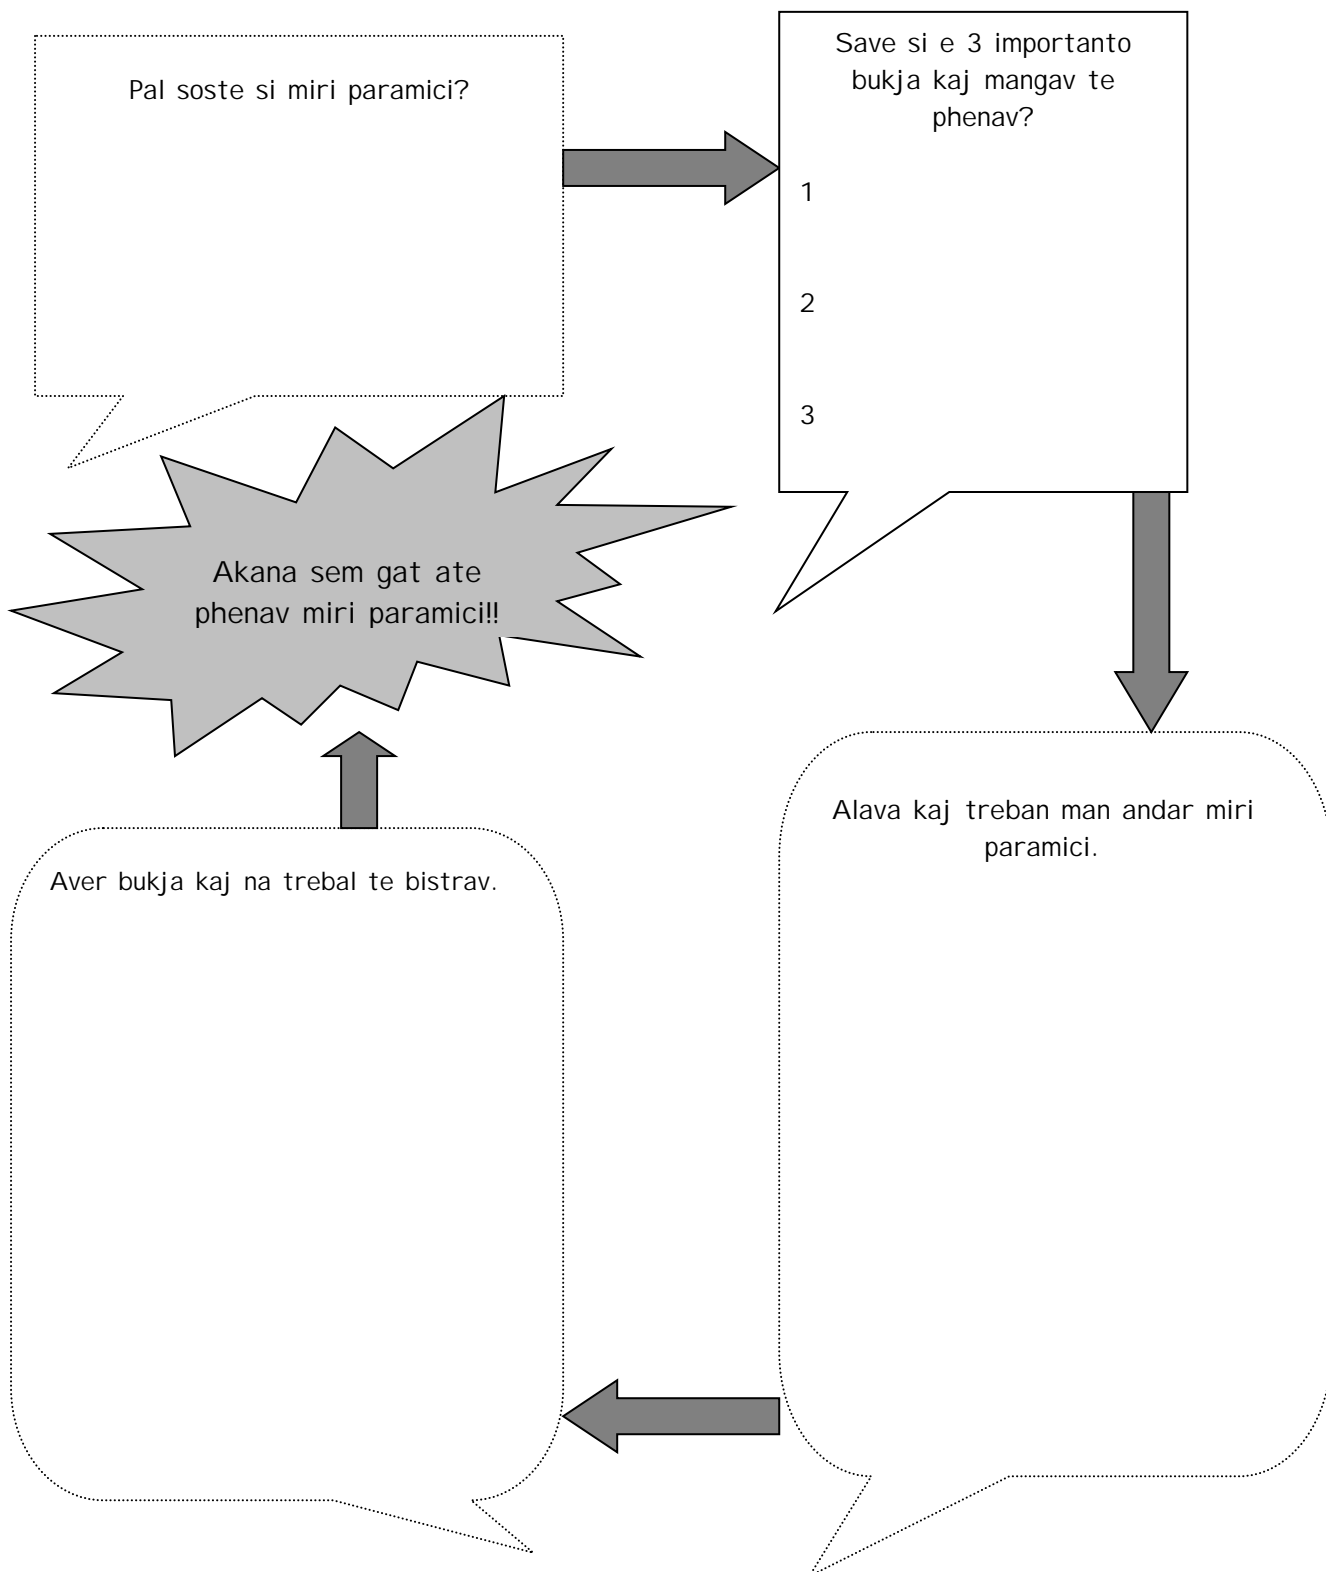 Pal soste si miri paramici?
Save si e 3 importanto
bukja kaj mangav te
phenav?
1
2
3
Alava kaj treban man andar miri
paramici.
Aver bukja kaj na trebal te bistrav.
Akana sem gat ate
phenav miri paramici!!